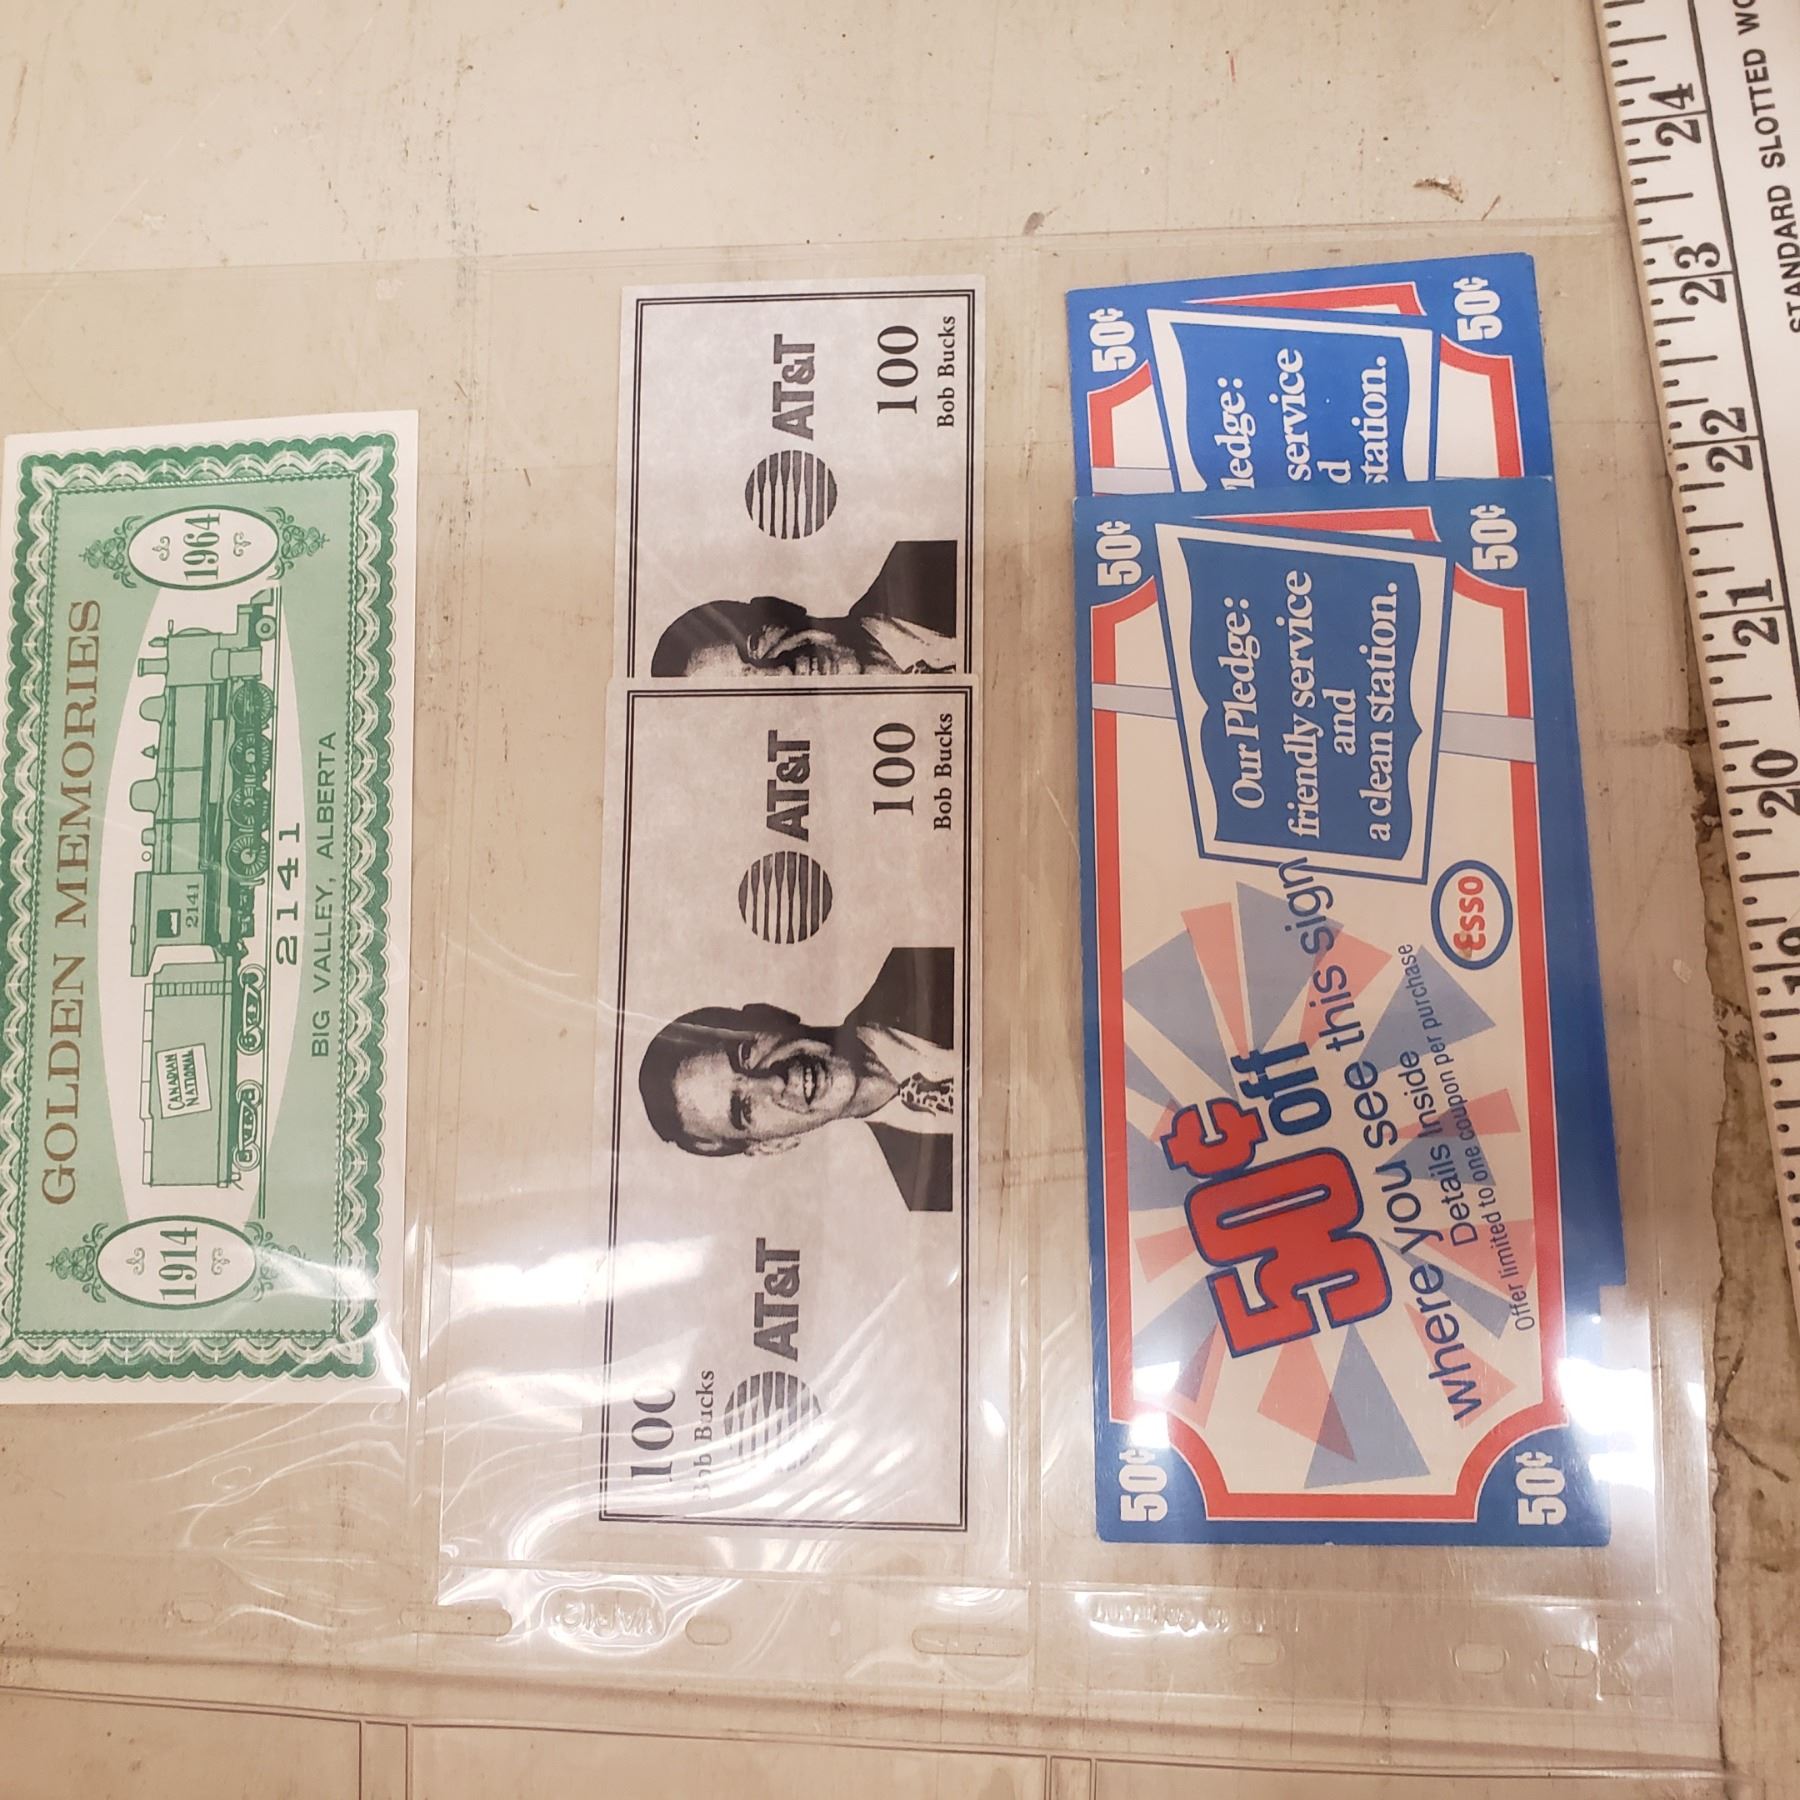 GOLDEN MEMORIES
1914
1964
CANADIAN
NATIONAL
2141
2141
BIG VALLEY, ALBERTA
AT&T
100
Bob Bucks
100
Bob Bucks
AT&T
AT&T
100
Bob Bucks
50¢
50¢
ledge:
service
d
station.
50¢
50¢
50¢
50¢
50¢ off
where you see this sign
Details Inside
Offer limited to one coupon per purchase
Our Pledge:
friendly service
and
a clean station.
Esso
19
20
21
22
23
24
STANDARD SLOTTED